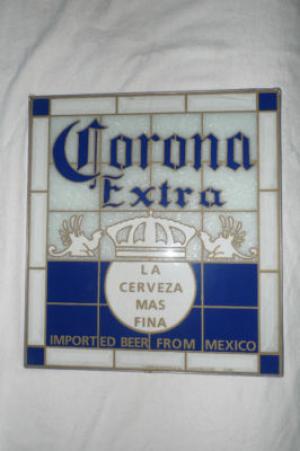 Corona
Extra
LA
CERVEZA
MAS
FINA
IMPORTED BEER FROM MEXICO